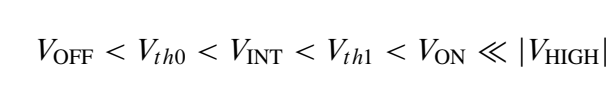 V_OFF < V_th0 < V_INT < V_th1 < V_ON ≪ |V_HIGH|